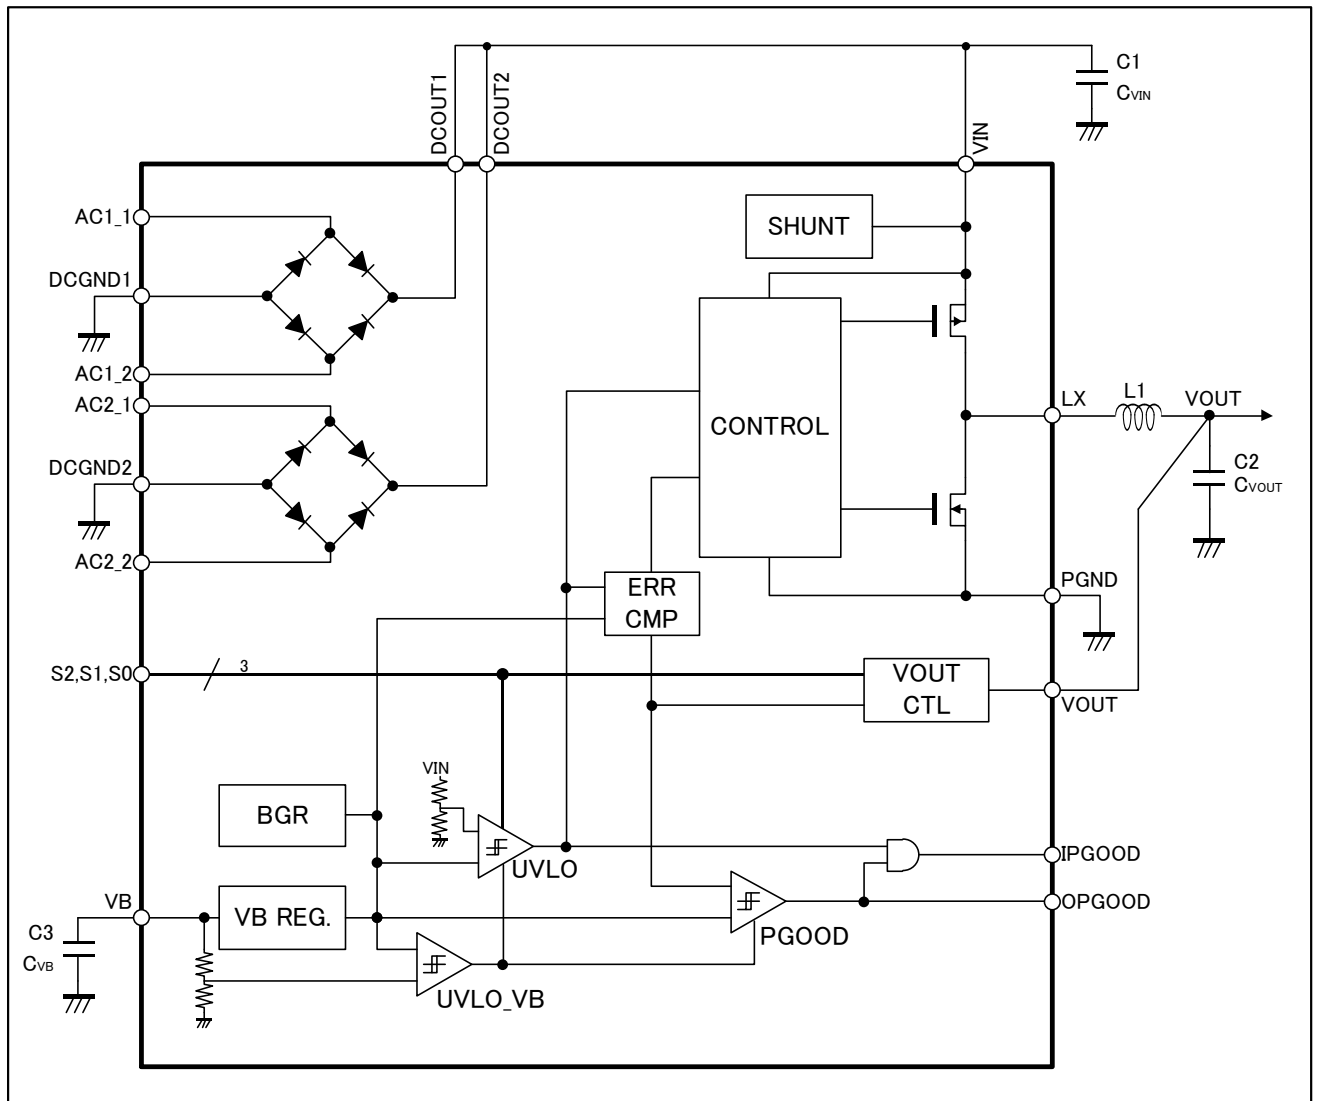 DCOUT1
DCOUT2
VIN
C1
CVIN
AC1_1
DCGND1
AC1_2
AC2_1
DCGND2
AC2_2
SHUNT
CONTROL
LX
L1
VOUT
C2
CVOUT
PGND
ERR
CMP
S2,S1,S0
3
VOUT
CTL
VOUT
VIN
BGR
UVLO
IPGOOD
VB
VB REG.
OPGOOD
PGOOD
C3
CVB
UVLO_VB